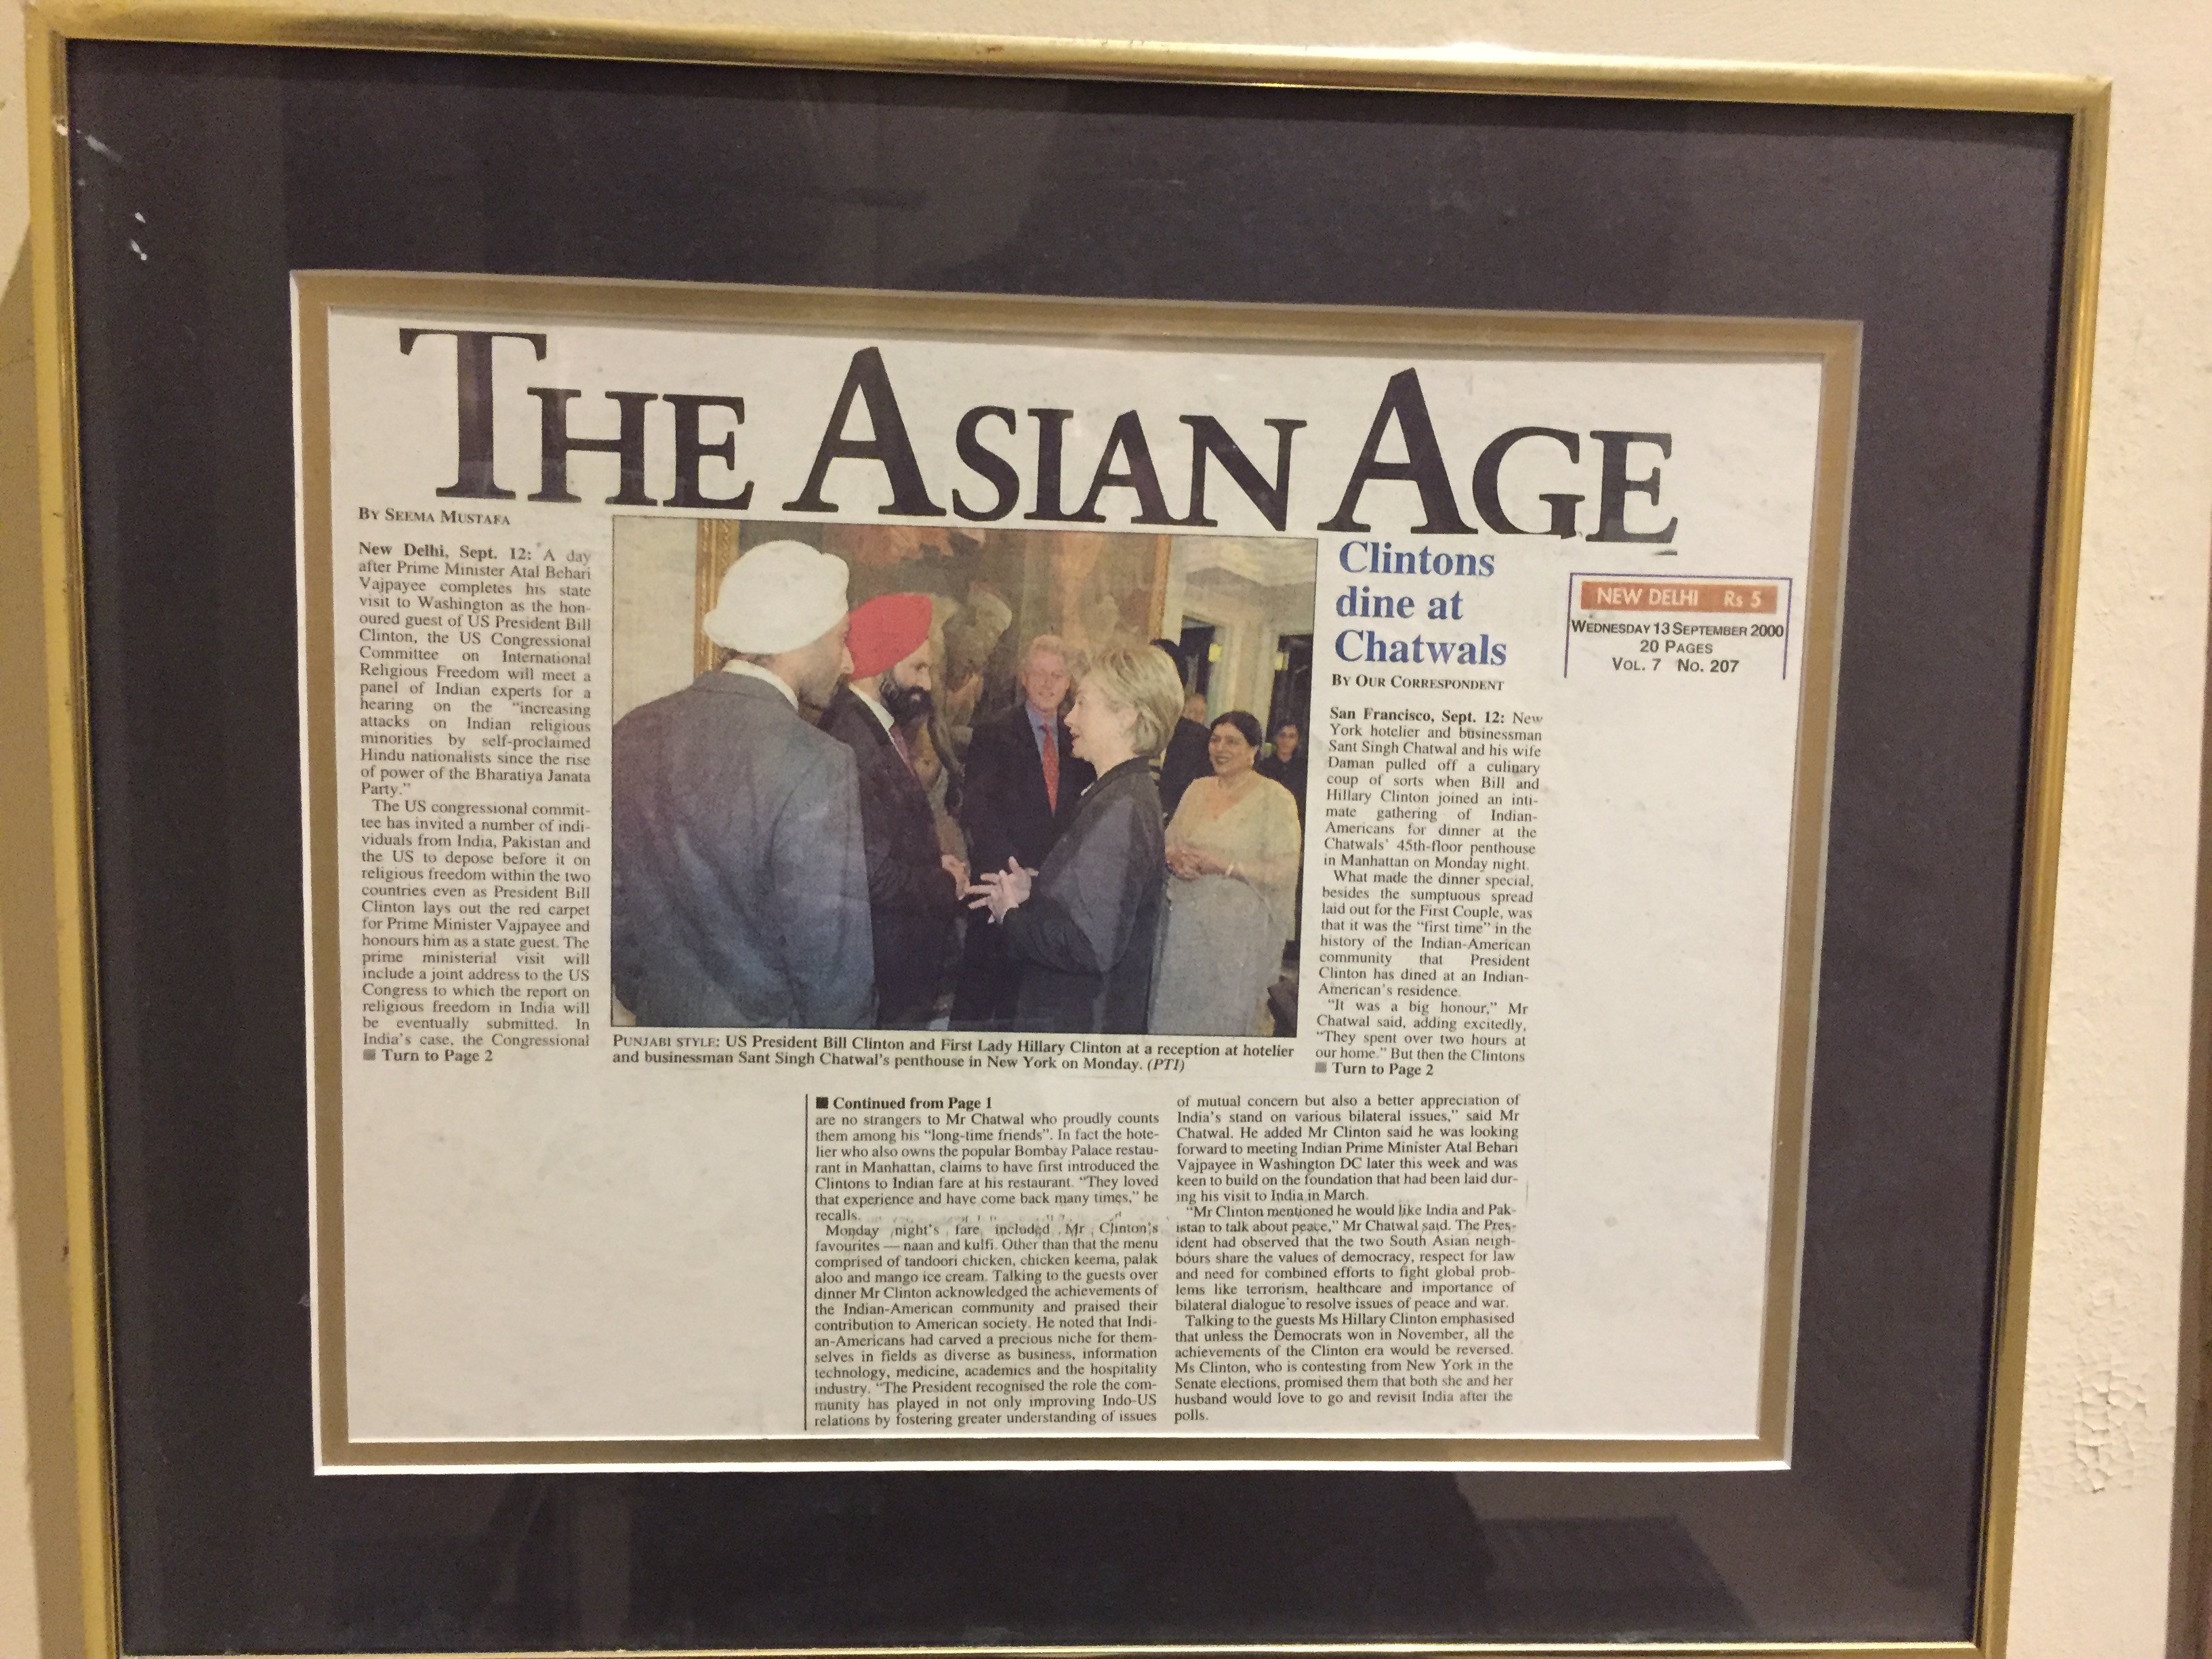 THE ASIAN AGE
BY SEEMA MUSTAFA
New Delhi, Sept. 12: A day
after Prime Minister Atal Behari
Vajpayee completes his state
visit to Washington as the hon-
oured guest of US President Bill
Clinton, the US Congressional
Committee on International
Religious Freedom will meet a
panel of Indian experts for a
hearing on the "increasing
attacks on Indian religious
minorities by self-proclaimed
Hindu nationalists since the rise
of power of the Bharatiya Janata
Party."
The US congressional commit-
tee has invited a number of indi-
viduals from India, Pakistan and
the US to depose before it on
religious freedom within the two
countries even as President Bill
Clinton lays out the red carpet
for Prime Minister Vajpayee and
honours him as a state guest. The
prime ministerial visit will
include a joint address to the US
Congress to which the report on
religious freedom in India will
be eventually submitted. In
India's case, the Congressional
Turn to Page 2
PUNJABI STYLE: US President Bill Clinton and First Lady Hillary Clinton at a reception at hotelier
and businessman Sant Singh Chatwal's penthouse in New York on Monday. (PTI)
Clintons
dine at
Chatwals
BY OUR CORRESPONDENT
San Francisco, Sept. 12: New
York hotelier and businessman
Sant Singh Chatwal and his wife
Daman pulled off a culinary
coup of sorts when Bill and
Hillary Clinton joined an inti-
mate gathering of Indian-
Americans for dinner at the
Chatwals' 45th-floor penthouse
in Manhattan on Monday night.
What made the dinner special,
besides the sumptuous spread
laid out for the First Couple, was
that it was the "first time" in the
history of the Indian-American
community that President
Clinton has dined at an Indian-
American's residence.
"It was a big honour," Mr
Chatwal said, adding excitedly,
"They spent over two hours at
our home." But then the Clintons
Turn to Page 2
NEW DELHI Rs 5
WEDNESDAY 13 SEPTEMBER 2000
20 PAGES
VOL. 7 NO. 207
Continued from Page 1
are no strangers to Mr Chatwal who proudly counts
them among his "long-time friends". In fact the hote-
lier who also owns the popular Bombay Palace restau-
rant in Manhattan, claims to have first introduced the
Clintons to Indian fare at his restaurant. "They loved
that experience and have come back many times," he
recalls.
Monday night's fare included Mr Clinton's
favourites — naan and kulfi. Other than that the menu
comprised of tandoori chicken, chicken keema, palak
aloo and mango ice cream. Talking to the guests over
dinner Mr Clinton acknowledged the achievements of
the Indian-American community and praised their
contribution to American society. He noted that Indi-
an-Americans had carved a precious niche for them-
selves in fields as diverse as business, information
technology, medicine, academics and the hospitality
industry. "The President recognised the role the com-
munity has played in not only improving Indo-US
relations by fostering greater understanding of issues
of mutual concern but also a better appreciation of
India's stand on various bilateral issues," said Mr
Chatwal. He added Mr Clinton said he was looking
forward to meeting Indian Prime Minister Atal Behari
Vajpayee in Washington DC later this week and was
keen to build on the foundation that had been laid dur-
ing his visit to India in March.
"Mr Clinton mentioned he would like India and Pak-
istan to talk about peace," Mr Chatwal said. The Pres-
ident had observed that the two South Asian neigh-
bours share the values of democracy, respect for law
and need for combined efforts to fight global prob-
lems like terrorism, healthcare and importance of
bilateral dialogue to resolve issues of peace and war.
Talking to the guests Ms Hillary Clinton emphasised
that unless the Democrats won in November, all the
achievements of the Clinton era would be reversed.
Ms Clinton, who is contesting from New York in the
Senate elections, promised them that both she and her
husband would love to go and revisit India after the
polls.